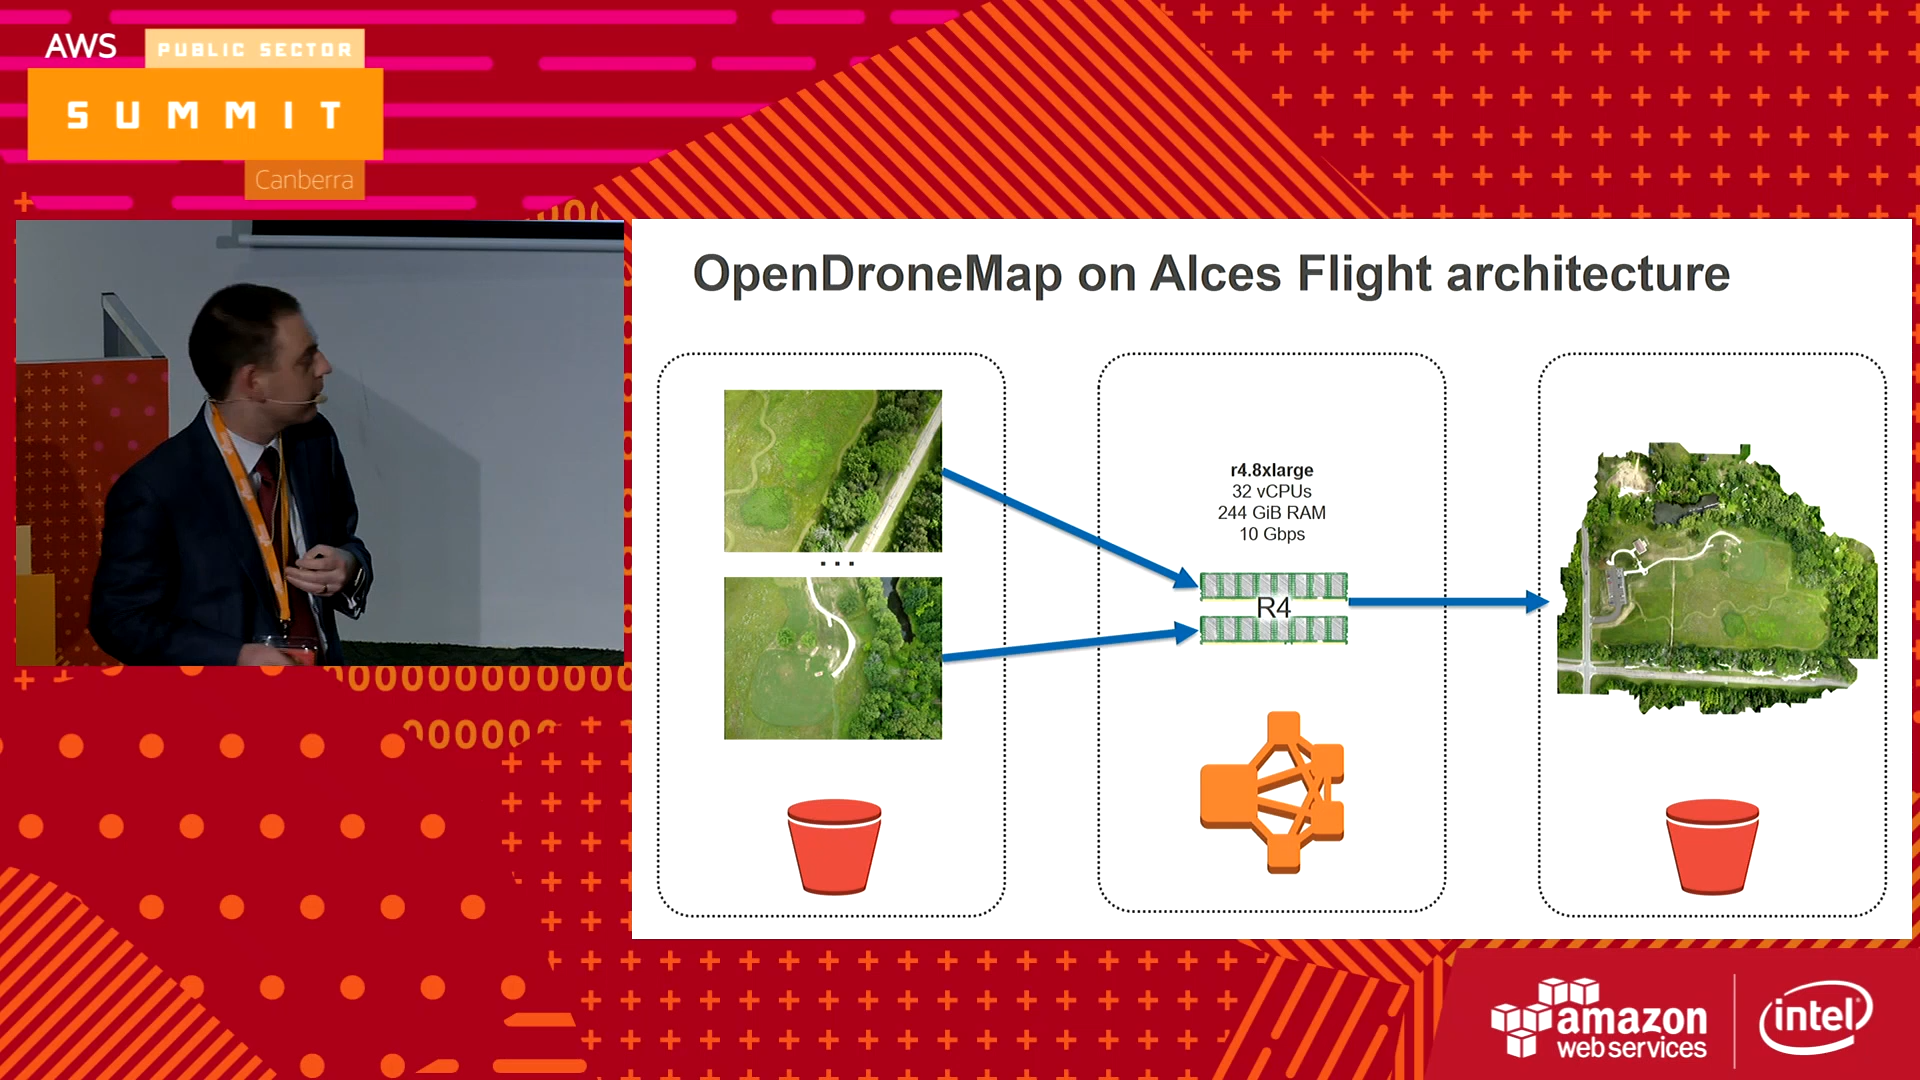 AWS
PUBLIC SECTOR
SUMMIT
Canberra
OpenDroneMap on Alces Flight architecture
...
r4.8xlarge
32 vCPUs
244 GiB RAM
10 Gbps
R4
amazon
web services
intel